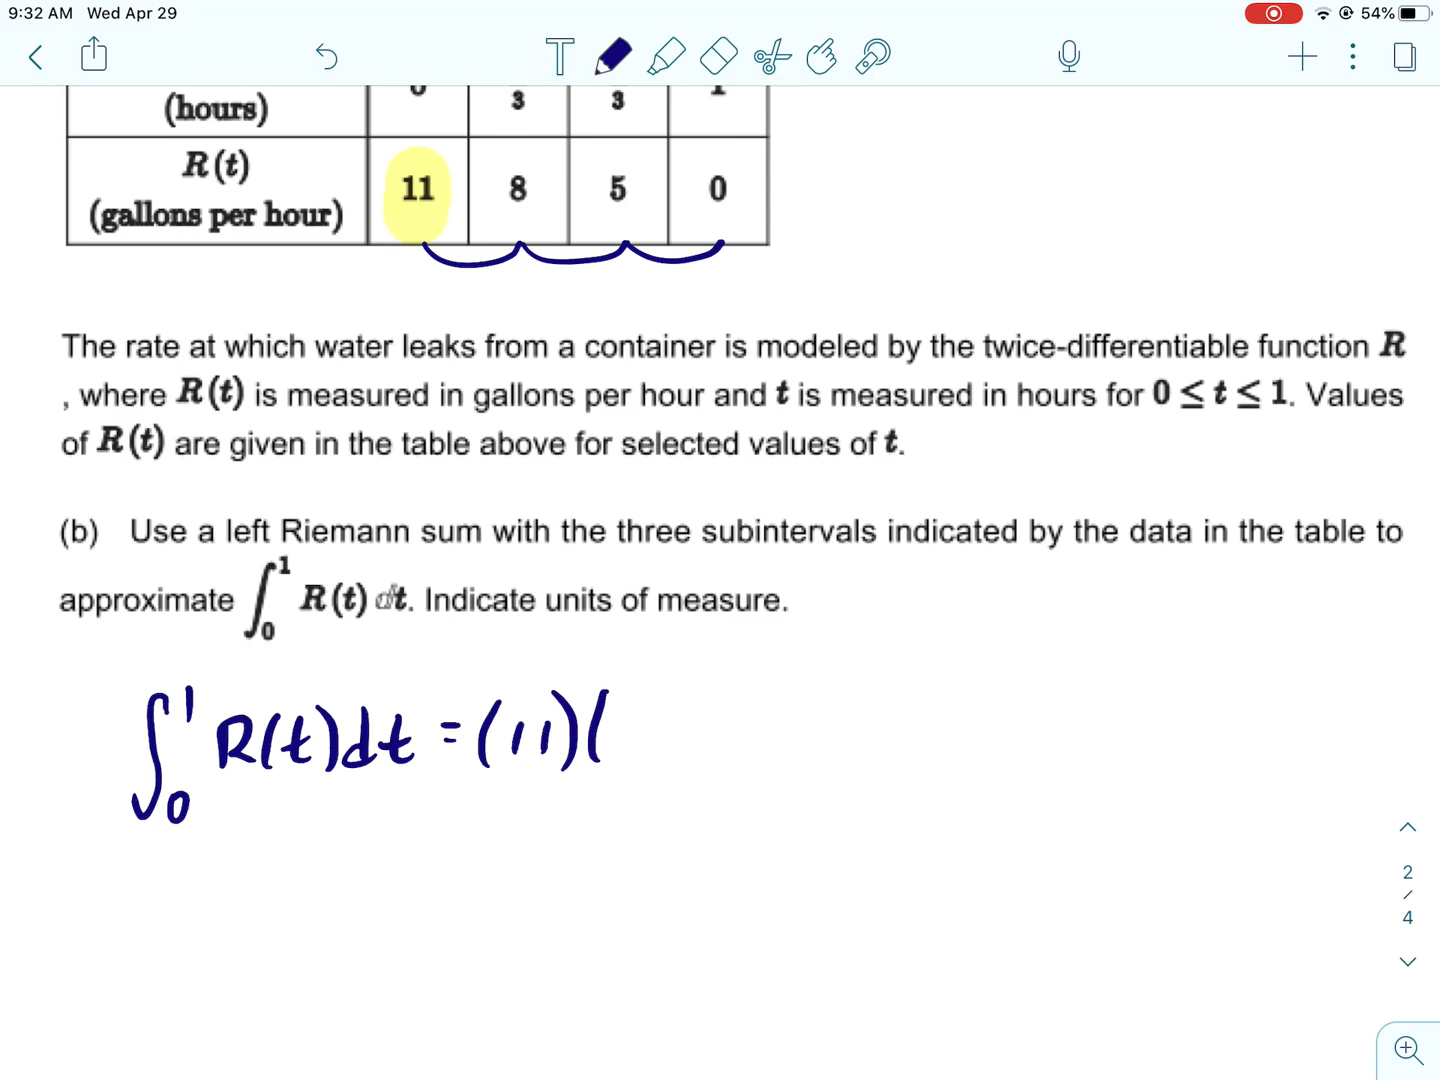 9:32 AM Wed Apr 29
54%
T
(hours) 3 3
R(t)
(gallons per hour) 11 8 5 0
The rate at which water leaks from a container is modeled by the twice-differentiable function R
, where R(t) is measured in gallons per hour and t is measured in hours for 0 ≤ t ≤ 1. Values
of R(t) are given in the table above for selected values of t.
(b) Use a left Riemann sum with the three subintervals indicated by the data in the table to
approximate ∫₀¹ R(t) dt. Indicate units of measure.
∫₀¹ R(t)dt = (11)(
2
/
4